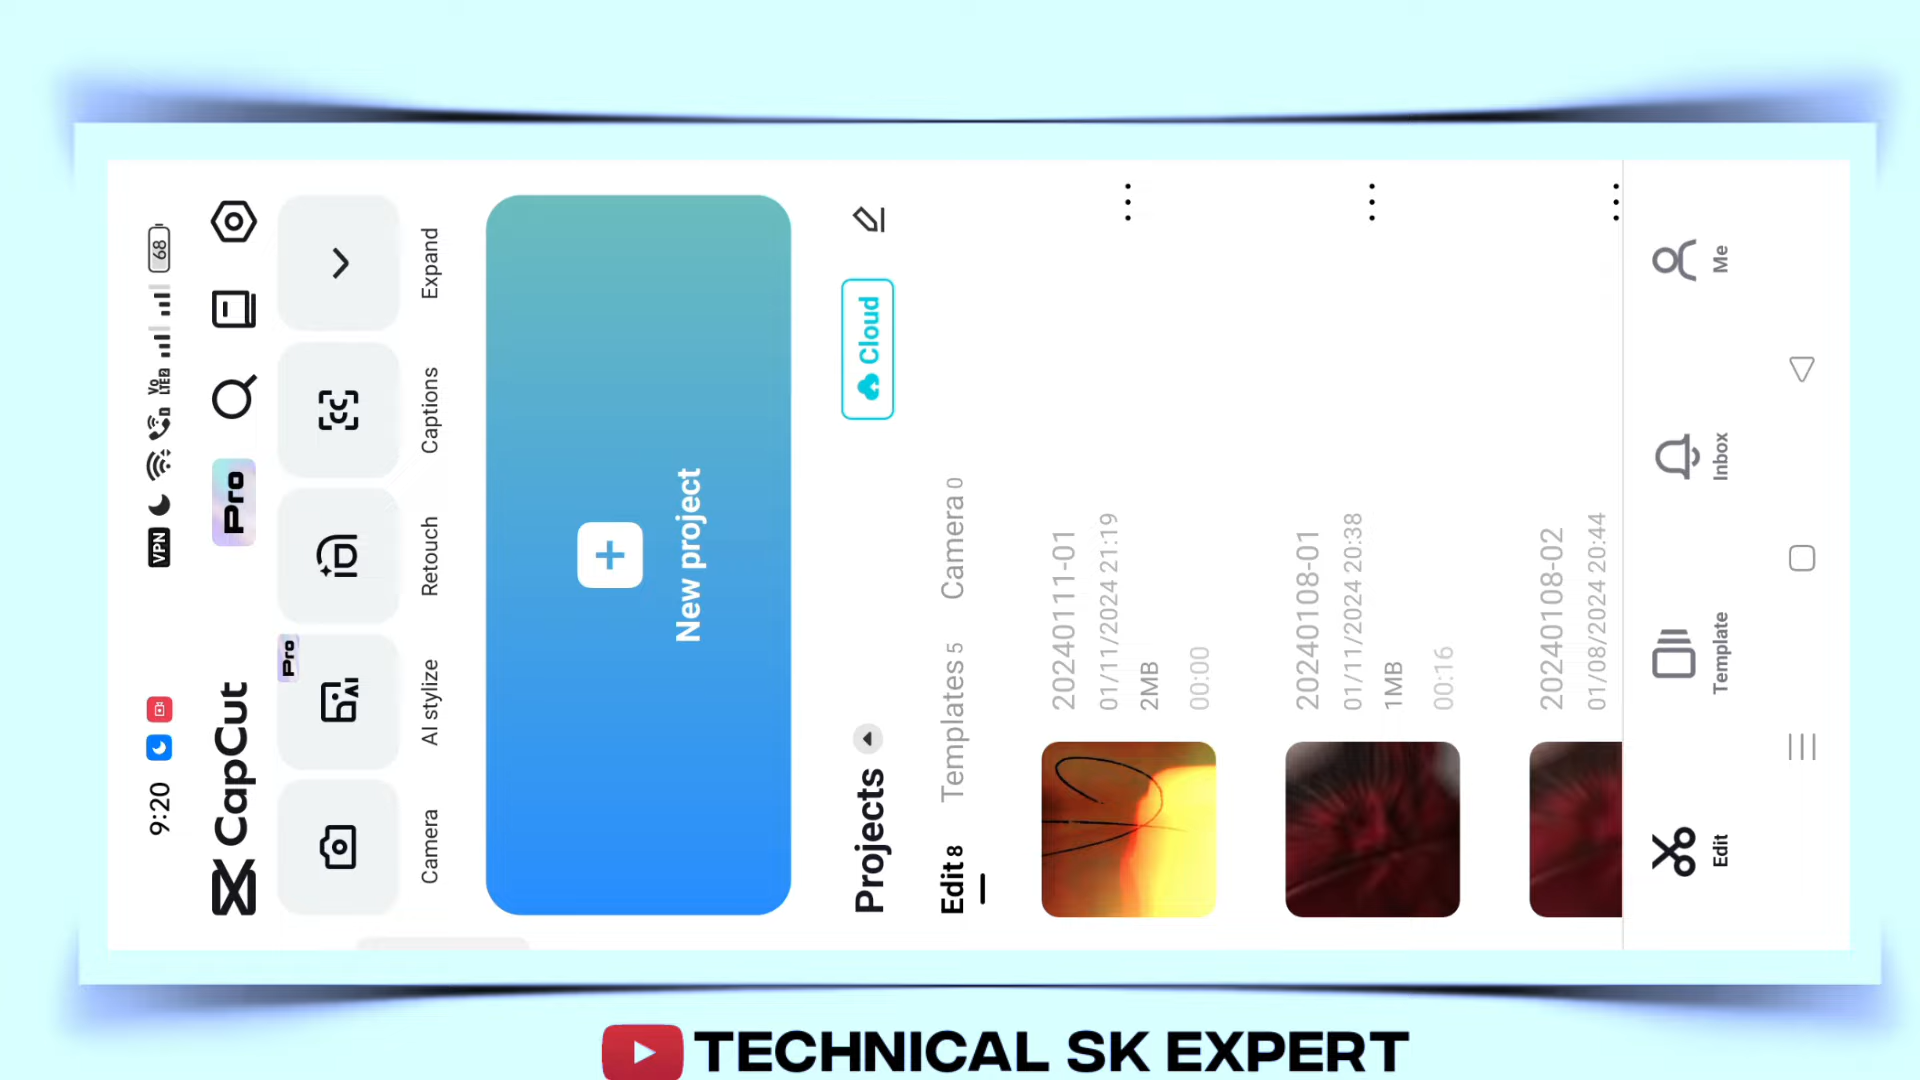 9:20
VPN
Vo
LTE2
68
CapCut
Pro
Camera
Pro
AI stylize
Retouch
Captions
Expand
New project
Projects
Cloud
Edit 8
Templates 5
Camera 0
20240111-01
01/11/2024 21:19
2MB
00:00
20240108-01
01/11/2024 20:38
1MB
00:16
20240108-02
01/08/2024 20:44
Edit
Template
Inbox
Me
TECHNICAL SK EXPERT